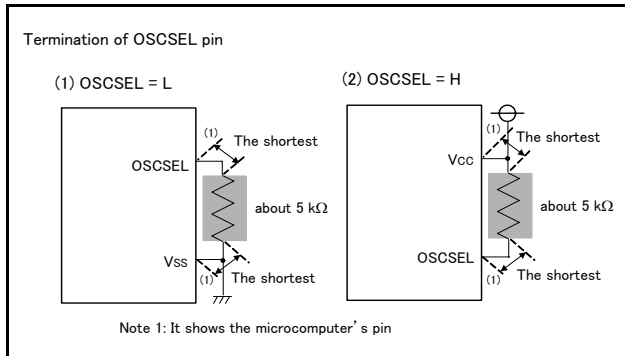 Termination of OSCSEL pin
(1) OSCSEL = L
(2) OSCSEL = H
(1)
The shortest
OSCSEL
about 5 kΩ
Vss
(1)
The shortest
(1)
The shortest
Vcc
about 5 kΩ
OSCSEL
(1)
The shortest
Note 1: It shows the microcomputer's pin